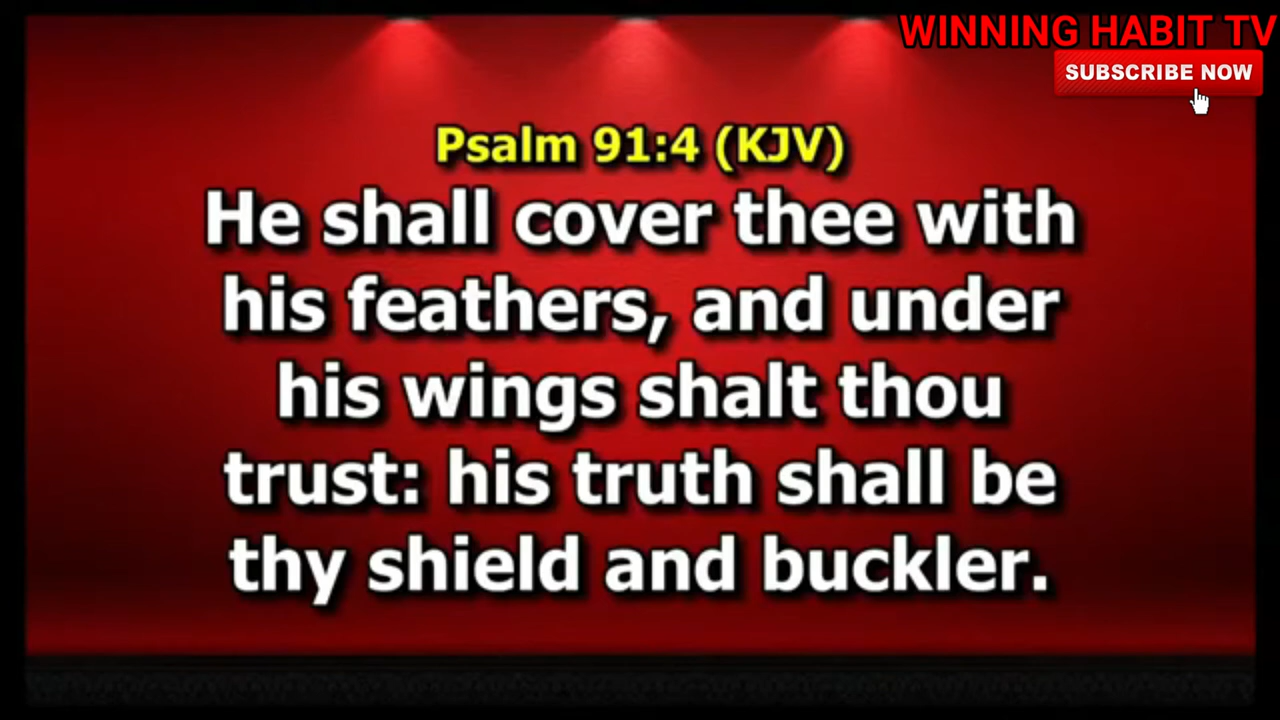 WINNING HABIT TV
SUBSCRIBE NOW
Psalm 91:4 (KJV)
He shall cover thee with
his feathers, and under
his wings shalt thou
trust: his truth shall be
thy shield and buckler.